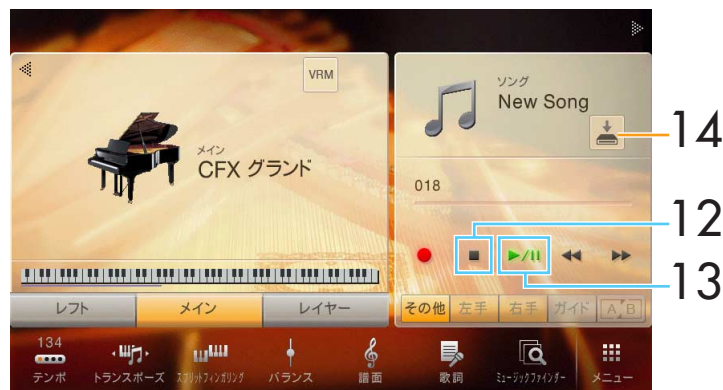 VRM
メイン
CFX グランド
ソング
New Song
14
018
12
▶/II
13
レフト
メイン
レイヤー
その他
左手
右手
ガイド
A B
134
テンポ
トランスポーズ
スプリットフィンガリング
バランス
譜面
歌詞
ミュージックファインダー
メニュー